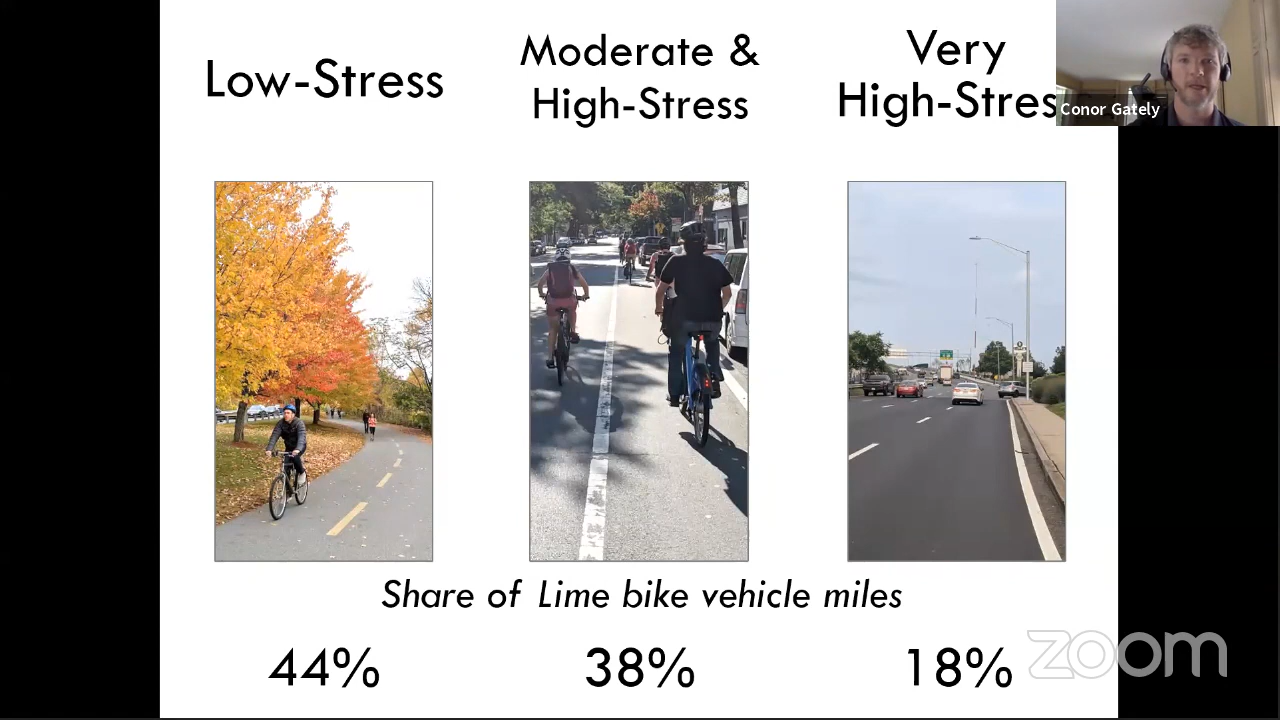 Low-Stress
Moderate &
High-Stress
Very
High-Stres
Conor Gately
Share of Lime bike vehicle miles
44%
38%
18%
zoom